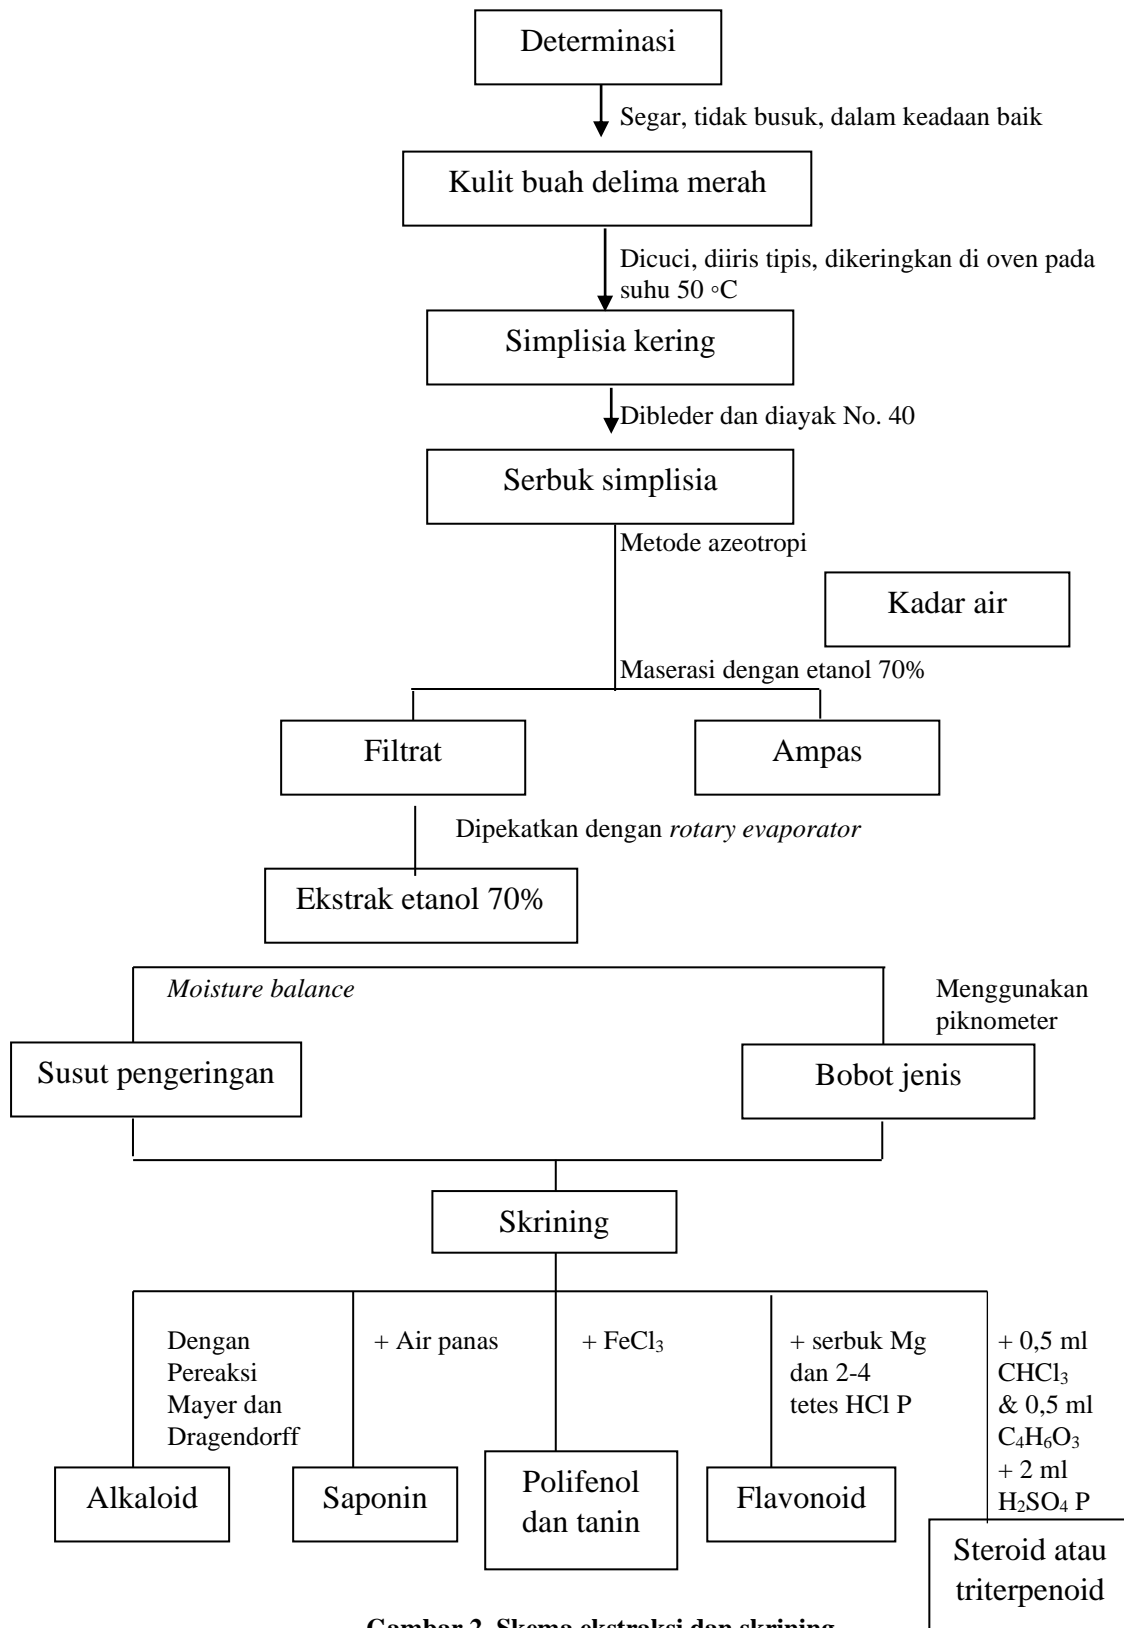 Determinasi
Segar, tidak busuk, dalam keadaan baik
Kulit buah delima merah
Dicuci, diiris tipis, dikeringkan di oven pada
suhu 50 °C
Simplisia kering
Dibleder dan diayak No. 40
Serbuk simplisia
Metode azeotropi
Kadar air
Maserasi dengan etanol 70%
Filtrat
Ampas
Dipekatkan dengan rotary evaporator
Ekstrak etanol 70%
Moisture balance
Menggunakan
piknometer
Susut pengeringan
Bobot jenis
Skrining
Dengan
Pereaksi
Mayer dan
Dragendorff
+ Air panas
+ FeCl₃
+ serbuk Mg
dan 2-4
tetes HCl P
+ 0,5 ml
CHCl₃
& 0,5 ml
C₄H₆O₃
+ 2 ml
H₂SO₄ P
Alkaloid
Saponin
Polifenol
dan tanin
Flavonoid
Steroid atau
triterpenoid
Gambar 2. Skema ekstraksi dan skrining